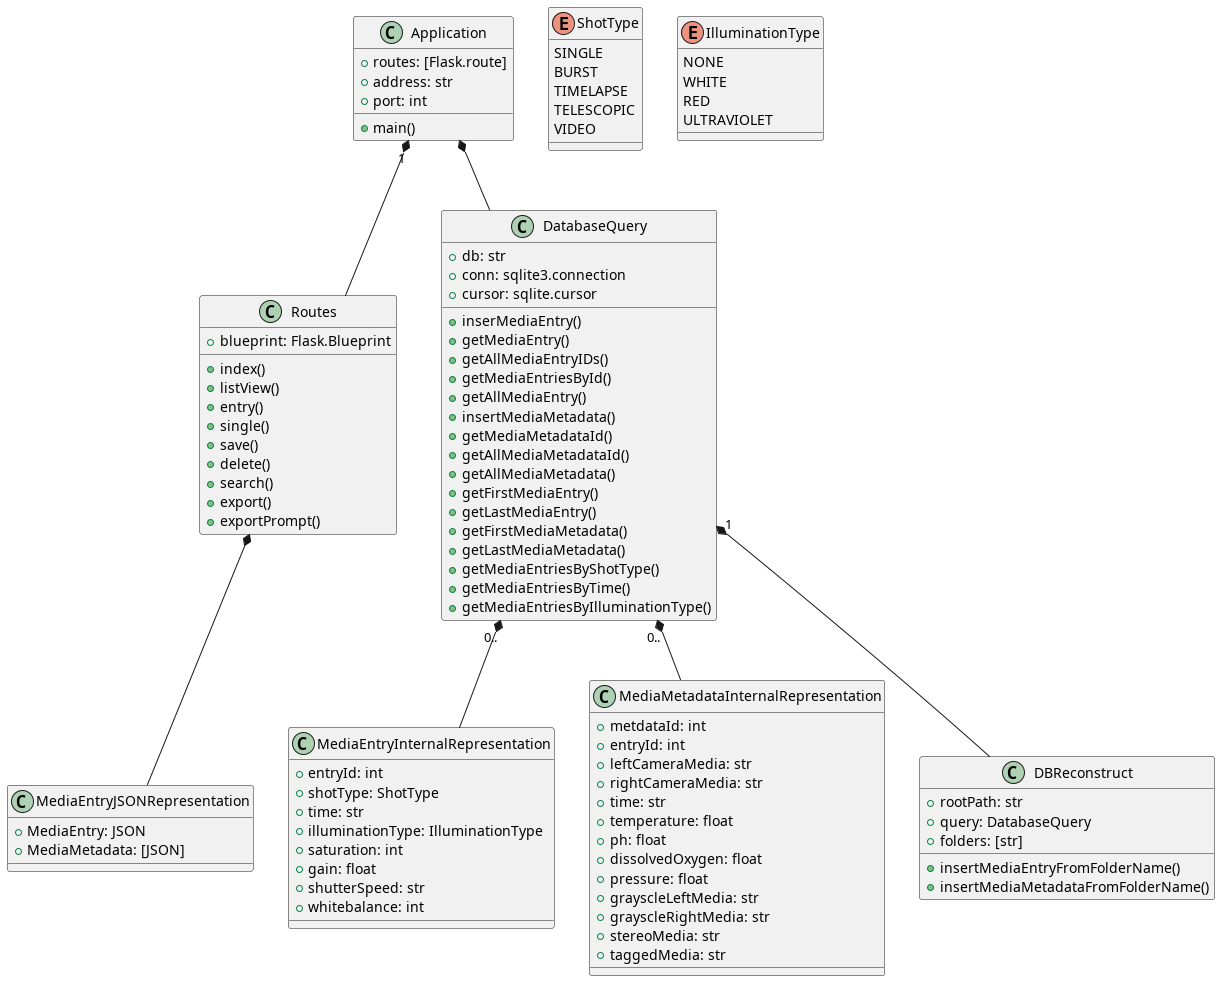 C Application
+ routes: [Flask.route]
+ address: str
+ port: int
+ main()
1
E ShotType
SINGLE
BURST
TIMELAPSE
TELESCOPIC
VIDEO
E IlluminationType
NONE
WHITE
RED
ULTRAVIOLET
C Routes
+ blueprint: Flask.Blueprint
+ index()
+ listView()
+ entry()
+ single()
+ save()
+ delete()
+ search()
+ export()
+ exportPrompt()
C DatabaseQuery
+ db: str
+ conn: sqlite3.connection
+ cursor: sqlite.cursor
+ inserMediaEntry()
+ getMediaEntry()
+ getAllMediaEntryIDs()
+ getMediaEntriesById()
+ getAllMediaEntry()
+ insertMediaMetadata()
+ getMediaMetadataId()
+ getAllMediaMetadataId()
+ getAllMediaMetadata()
+ getFirstMediaEntry()
+ getLastMediaEntry()
+ getFirstMediaMetadata()
+ getLastMediaMetadata()
+ getMediaEntriesByShotType()
+ getMediaEntriesByTime()
+ getMediaEntriesByIlluminationType()
1
0..
0..
C MediaEntryJSONRepresentation
+ MediaEntry: JSON
+ MediaMetadata: [JSON]
C MediaEntryInternalRepresentation
+ entryId: int
+ shotType: ShotType
+ time: str
+ illuminationType: IlluminationType
+ saturation: int
+ gain: float
+ shutterSpeed: str
+ whitebalance: int
C MediaMetadataInternalRepresentation
+ metdataId: int
+ entryId: int
+ leftCameraMedia: str
+ rightCameraMedia: str
+ time: str
+ temperature: float
+ ph: float
+ dissolvedOxygen: float
+ pressure: float
+ grayscleLeftMedia: str
+ grayscleRightMedia: str
+ stereoMedia: str
+ taggedMedia: str
C DBReconstruct
+ rootPath: str
+ query: DatabaseQuery
+ folders: [str]
+ insertMediaEntryFromFolderName()
+ insertMediaMetadataFromFolderName()